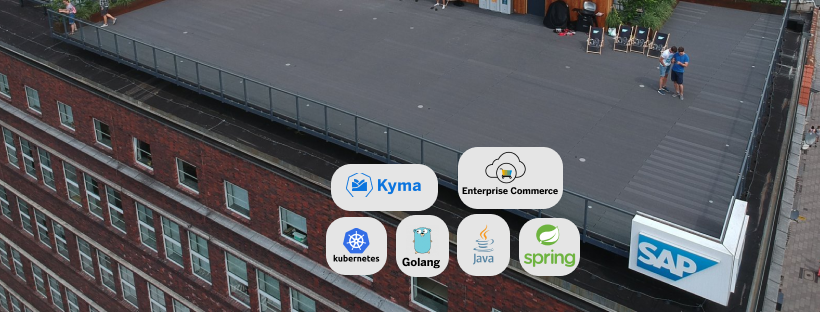 Kyma
Enterprise Commerce
kubernetes
Golang
Java
spring
SAP